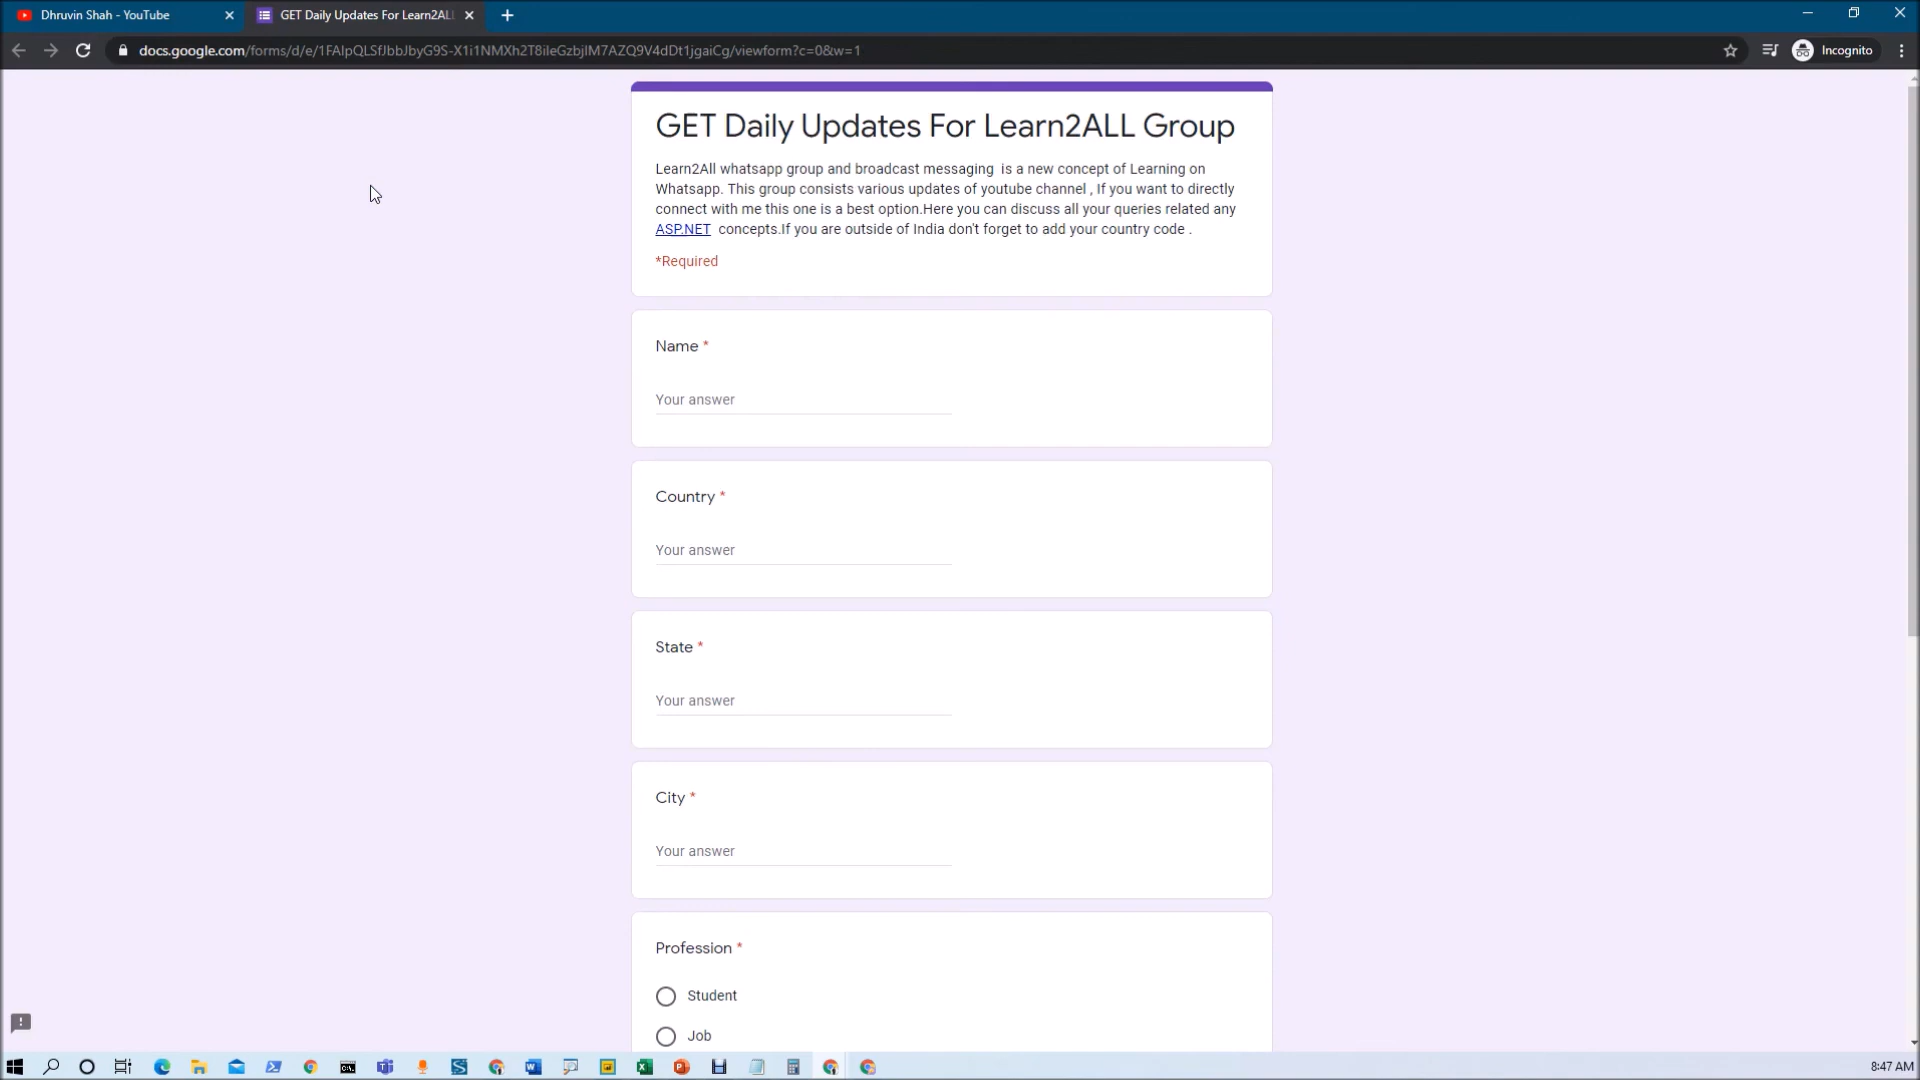 Dhruvin Shah - YouTube
GET Daily Updates For Learn2AL
docs.google.com/forms/d/e/1FAIpQLSfJbbJbyG9S-X1i1NMXh2T8ileGzbjlM7AZQ9V4dDt1jgaiCg/viewform?c=0&w=1
Incognito
GET Daily Updates For Learn2ALL Group
Learn2All whatsapp group and broadcast messaging is a new concept of Learning on
Whatsapp. This group consists various updates of youtube channel , If you want to directly
connect with me this one is a best option.Here you can discuss all your queries related any
ASP.NET concepts.If you are outside of India don't forget to add your country code .
*Required
Name *
Your answer
Country *
Your answer
State *
Your answer
City *
Your answer
Profession *
Student
Job
8:47 AM